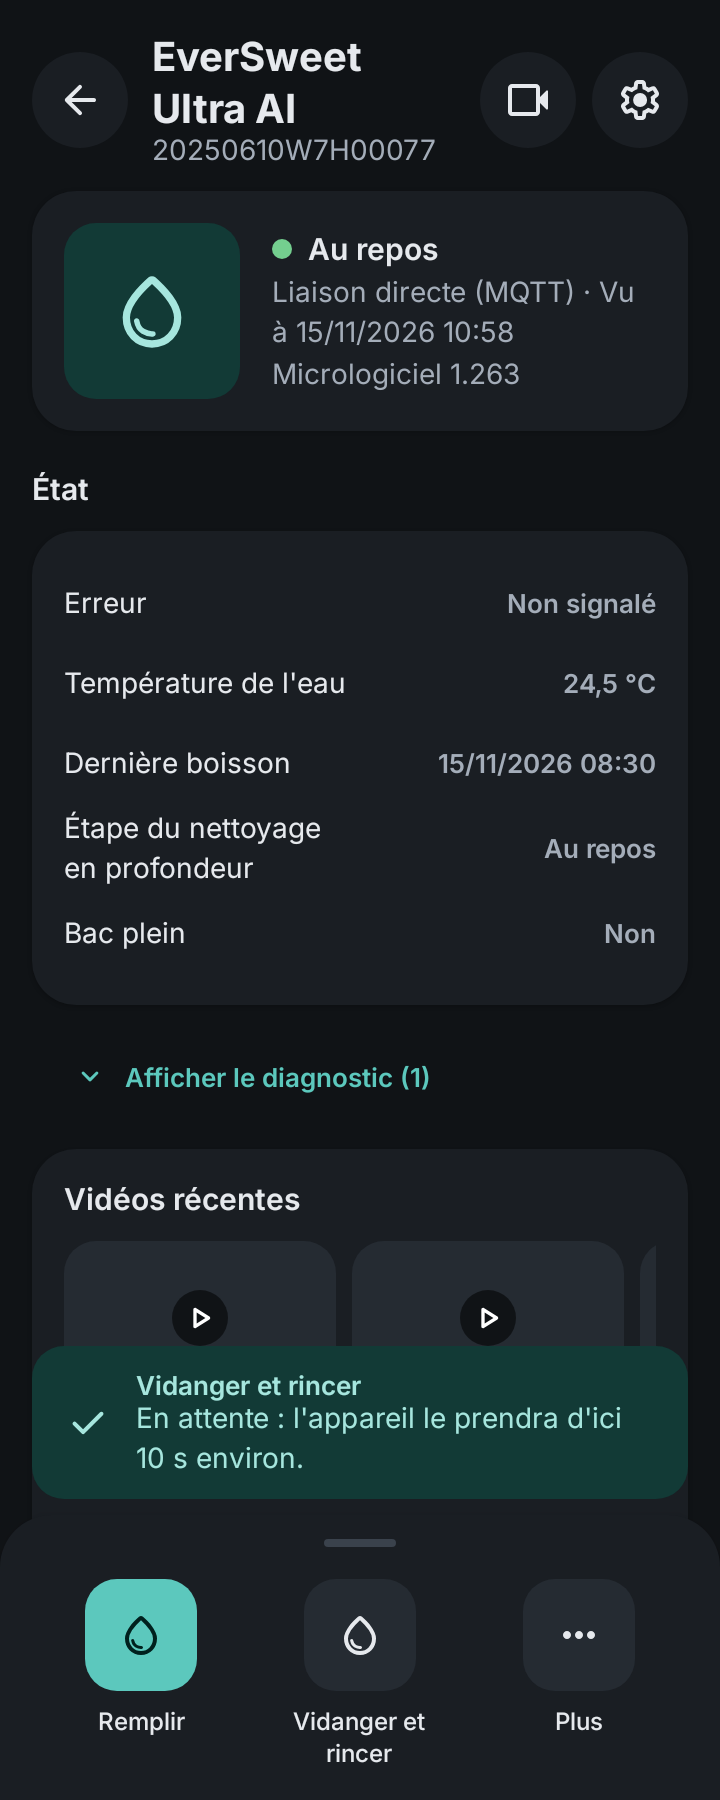 EverSweet
Ultra AI
20250610W7H00077
Au repos
Liaison directe (MQTT) · Vu
à 15/11/2026 10:58
Micrologiciel 1.263
État
Erreur
Non signalé
Température de l'eau
24,5 °C
Dernière boisson
15/11/2026 08:30
Étape du nettoyage
en profondeur
Au repos
Bac plein
Non
Afficher le diagnostic (1)
Vidéos récentes
Vidanger et rincer
En attente : l'appareil le prendra d'ici
10 s environ.
Remplir
Vidanger et
rincer
Plus